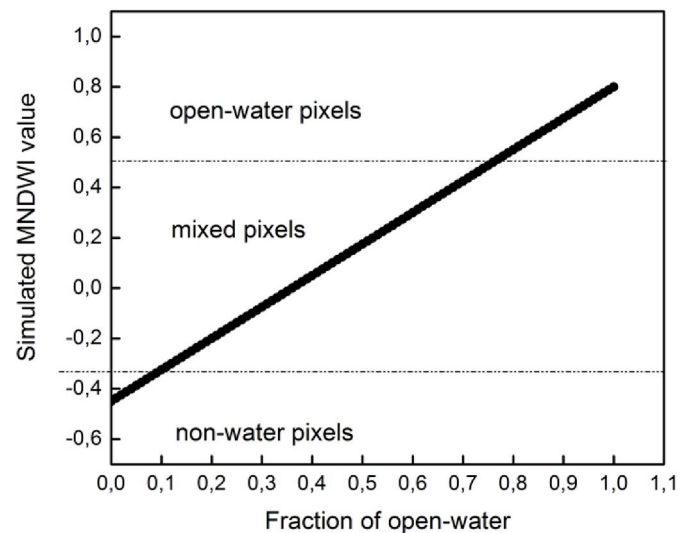 1,0
0,8
open-water pixels
0,6
0,4
mixed pixels
0,2
0,0
-0,2
-0,4
non-water pixels
-0,6
Simulated MNDWI value
0,0 0,1 0,2 0,3 0,4 0,5 0,6 0,7 0,8 0,9 1,0 1,1
Fraction of open-water